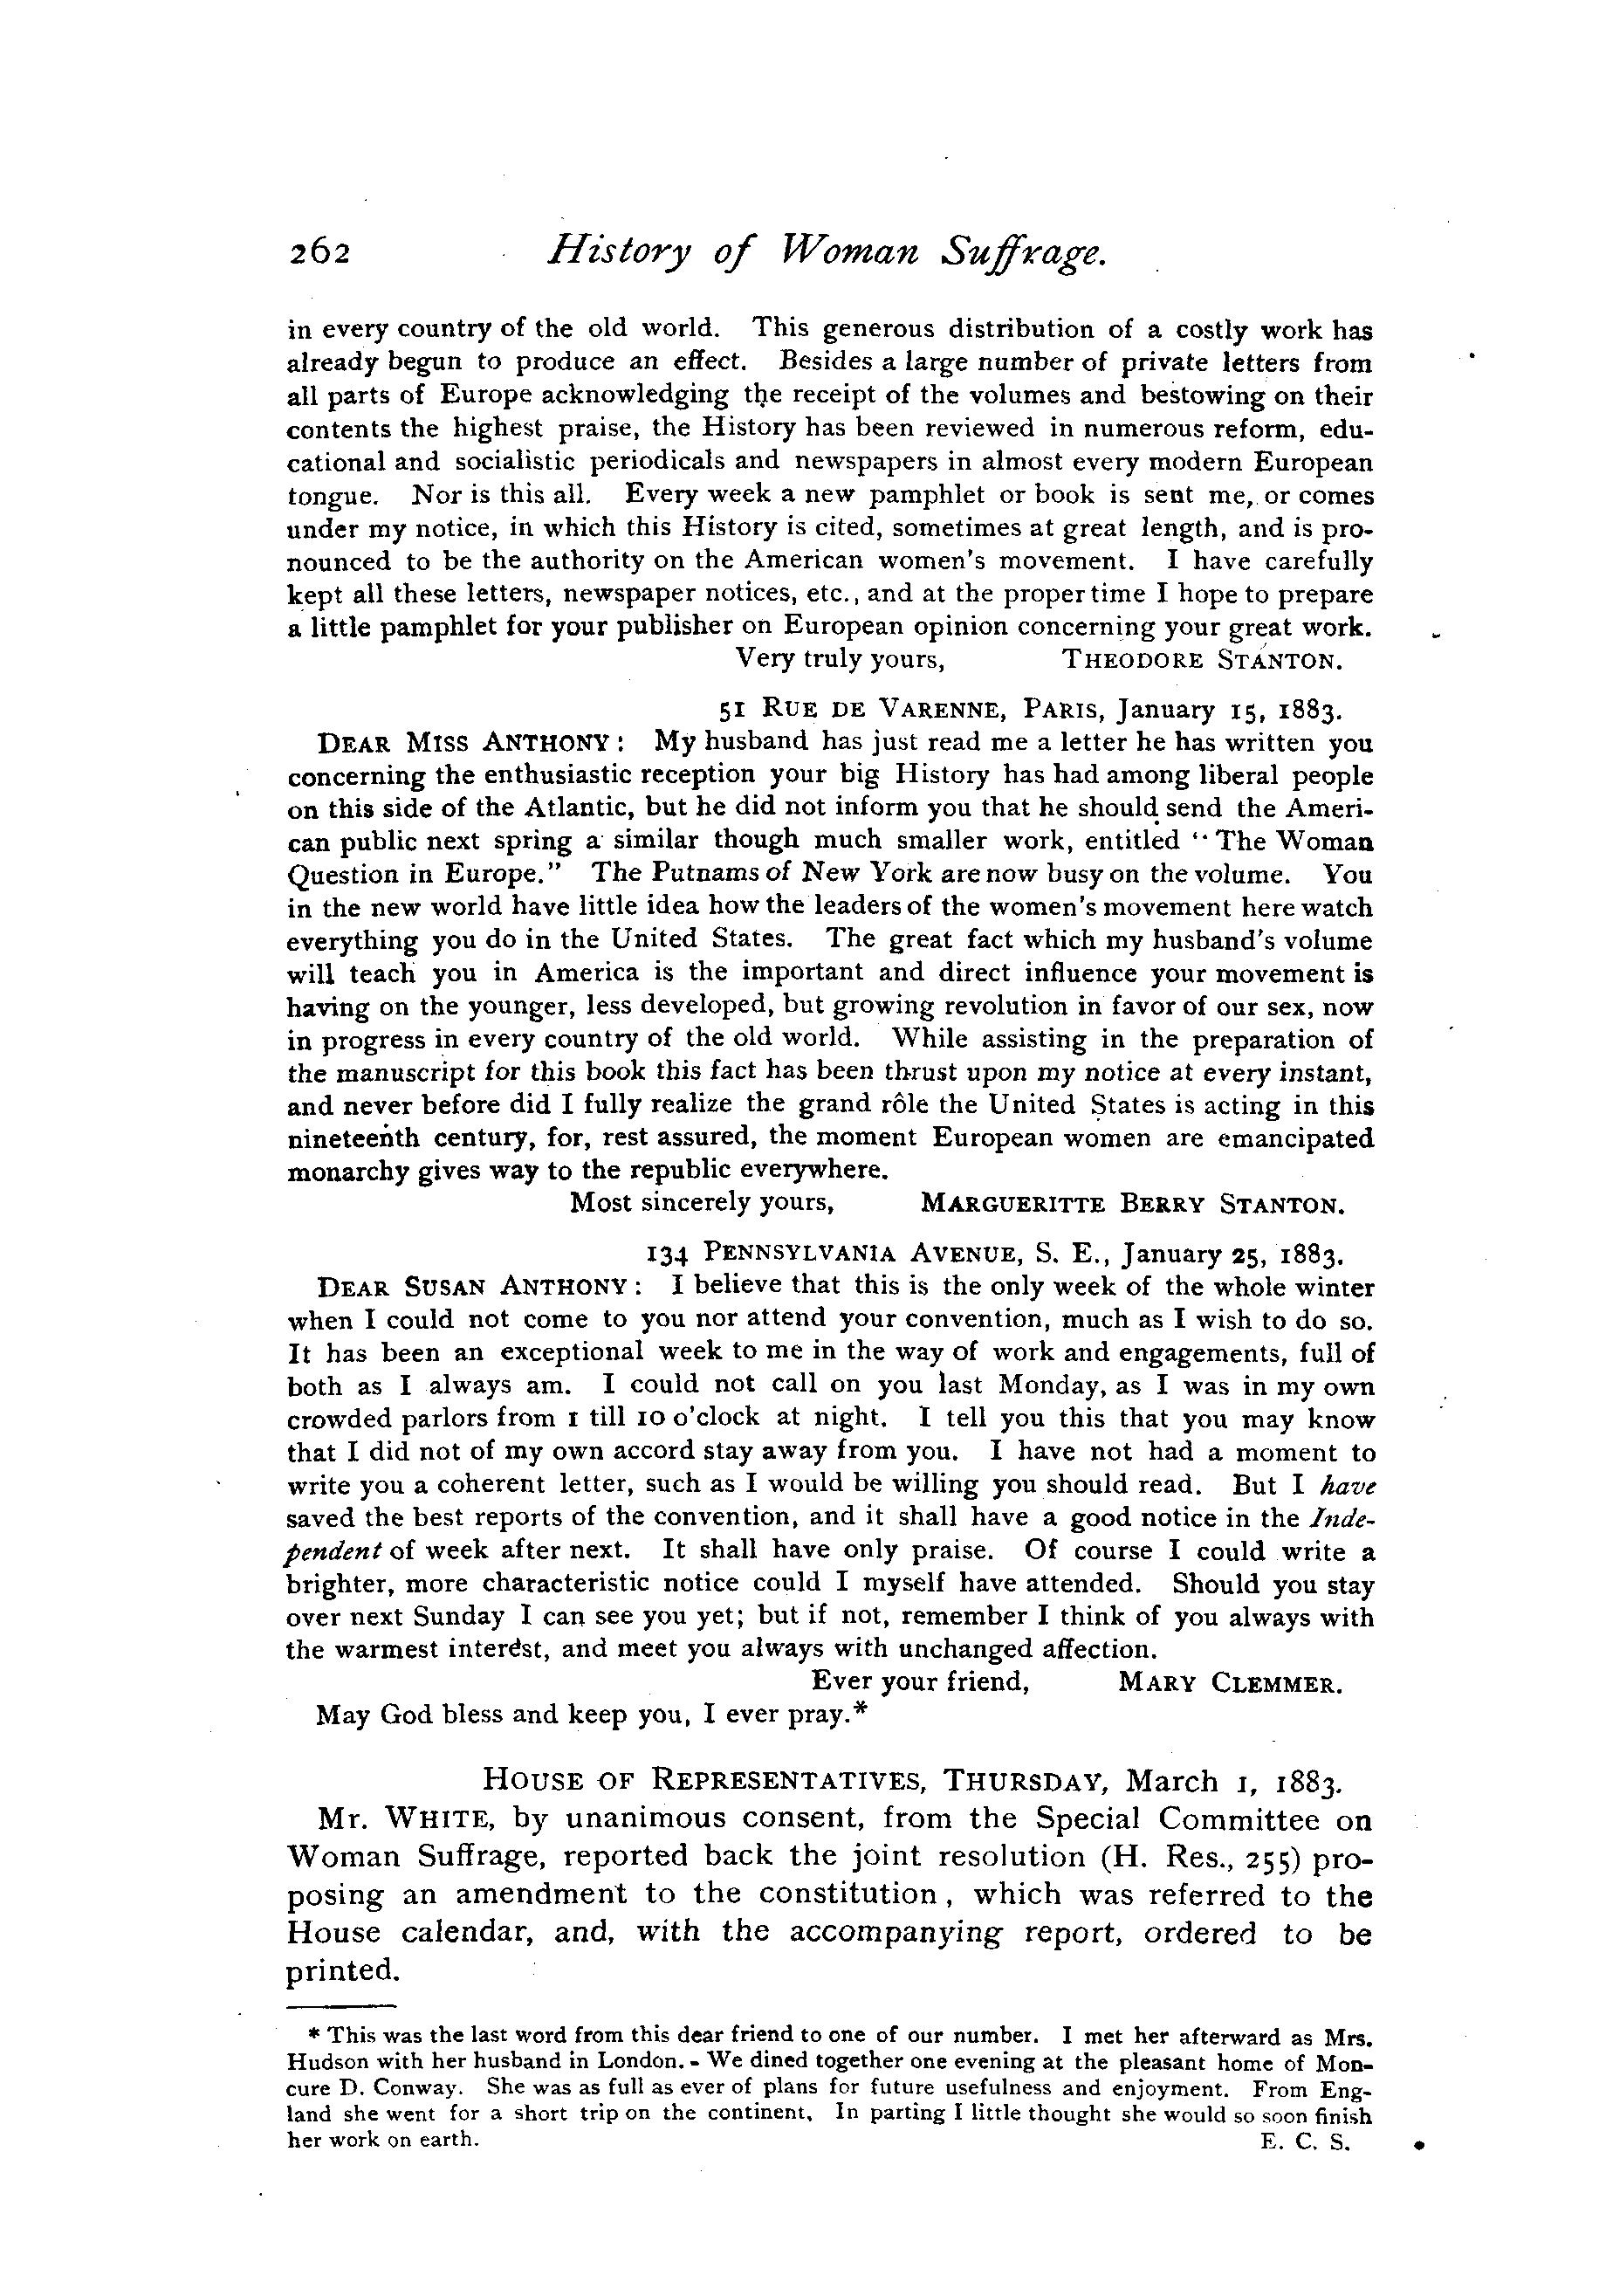 262 History of Woman Suffrage.
in every country of the old world. This generous distribution of a costly work has
already begun to produce an effect. Besides a large number of private letters from
all parts of Europe acknowledging the receipt of the volumes and bestowing on their
contents the highest praise, the History has been reviewed in numerous reform, edu-
cational and socialistic periodicals and newspapers in almost every modern European
tongue. Nor is this all. Every week a new pamphlet or book is sent me, or comes
under my notice, in which this History is cited, sometimes at great length, and is pro-
nounced to be the authority on the American women's movement. I have carefully
kept all these letters, newspaper notices, etc., and at the proper time I hope to prepare
a little pamphlet for your publisher on European opinion concerning your great work.
Very truly yours, THEODORE STANTON.
51 RUE DE VARENNE, PARIS, January 15, 1883.
DEAR MISS ANTHONY: My husband has just read me a letter he has written you
concerning the enthusiastic reception your big History has had among liberal people
on this side of the Atlantic, but he did not inform you that he should send the Ameri-
can public next spring a similar though much smaller work, entitled "The Woman
Question in Europe." The Putnams of New York are now busy on the volume. You
in the new world have little idea how the leaders of the women's movement here watch
everything you do in the United States. The great fact which my husband's volume
will teach you in America is the important and direct influence your movement is
having on the younger, less developed, but growing revolution in favor of our sex, now
in progress in every country of the old world. While assisting in the preparation of
the manuscript for this book this fact has been thrust upon my notice at every instant,
and never before did I fully realize the grand rôle the United States is acting in this
nineteenth century, for, rest assured, the moment European women are emancipated
monarchy gives way to the republic everywhere.
Most sincerely yours, MARGUERITTE BERRY STANTON.
134 PENNSYLVANIA AVENUE, S. E., January 25, 1883.
DEAR SUSAN ANTHONY: I believe that this is the only week of the whole winter
when I could not come to you nor attend your convention, much as I wish to do so.
It has been an exceptional week to me in the way of work and engagements, full of
both as I always am. I could not call on you last Monday, as I was in my own
crowded parlors from 1 till 10 o'clock at night. I tell you this that you may know
that I did not of my own accord stay away from you. I have not had a moment to
write you a coherent letter, such as I would be willing you should read. But I have
saved the best reports of the convention, and it shall have a good notice in the Inde-
pendent of week after next. It shall have only praise. Of course I could write a
brighter, more characteristic notice could I myself have attended. Should you stay
over next Sunday I can see you yet; but if not, remember I think of you always with
the warmest interest, and meet you always with unchanged affection.
Ever your friend, MARY CLEMMER.
May God bless and keep you, I ever pray.*
HOUSE OF REPRESENTATIVES, THURSDAY, March 1, 1883.
Mr. WHITE, by unanimous consent, from the Special Committee on
Woman Suffrage, reported back the joint resolution (H. Res., 255) pro-
posing an amendment to the constitution, which was referred to the
House calendar, and, with the accompanying report, ordered to be
printed.
* This was the last word from this dear friend to one of our number. I met her afterward as Mrs.
Hudson with her husband in London. - We dined together one evening at the pleasant home of Mon-
cure D. Conway. She was as full as ever of plans for future usefulness and enjoyment. From Eng-
land she went for a short trip on the continent. In parting I little thought she would so soon finish
her work on earth. E. C. S.